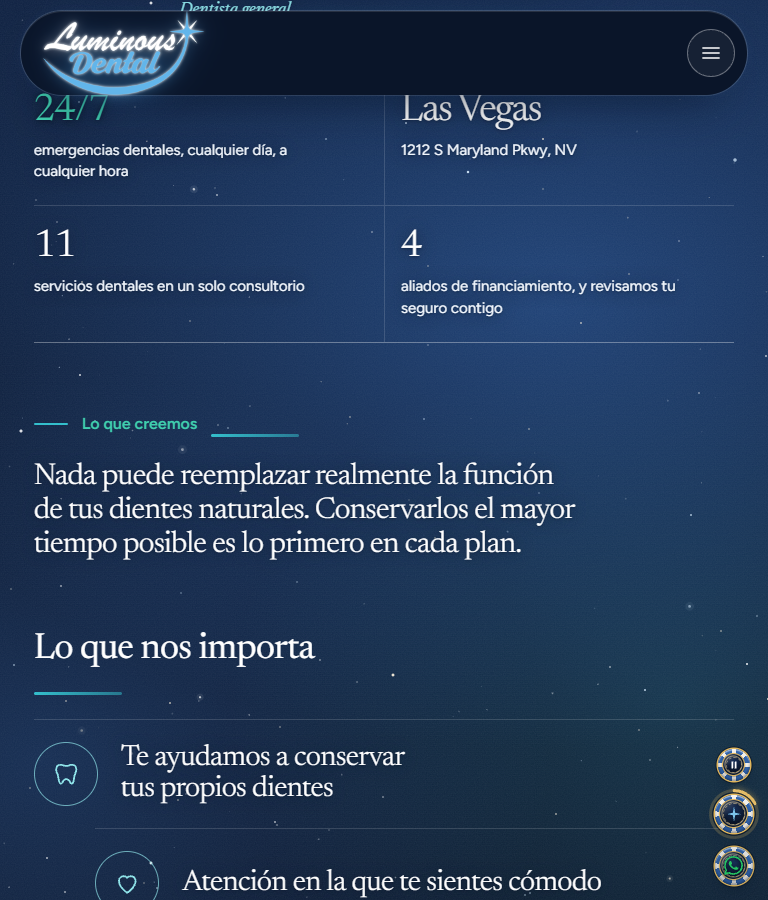 Dentista general
Luminous
Dental
24/7
emergencias dentales, cualquier día, a
cualquier hora
Las Vegas
1212 S Maryland Pkwy, NV
11
servicios dentales en un solo consultorio
4
aliados de financiamiento, y revisamos tu
seguro contigo
Lo que creemos
Nada puede reemplazar realmente la función
de tus dientes naturales. Conservarlos el mayor
tiempo posible es lo primero en cada plan.
Lo que nos importa
Te ayudamos a conservar
tus propios dientes
Atención en la que te sientes cómodo